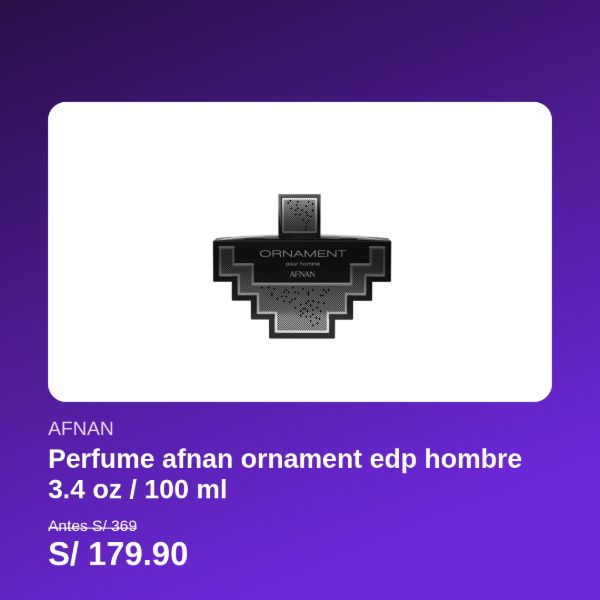 ORNAMENT
pour homme
AFNAN
AFNAN
Perfume afnan ornament edp hombre
3.4 oz / 100 ml
Antes S/ 369
S/ 179.90